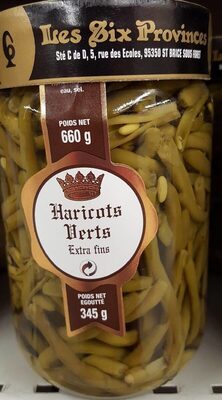 6
Les Six Provinces
Sté C de D, 5, rue des Ecoles, 95350 ST BRICE SOUS FORET
eau, sel.
POIDS NET
660 g
Haricots
Verts
Extra fins
POIDS NET
EGOUTTÉ
345 g